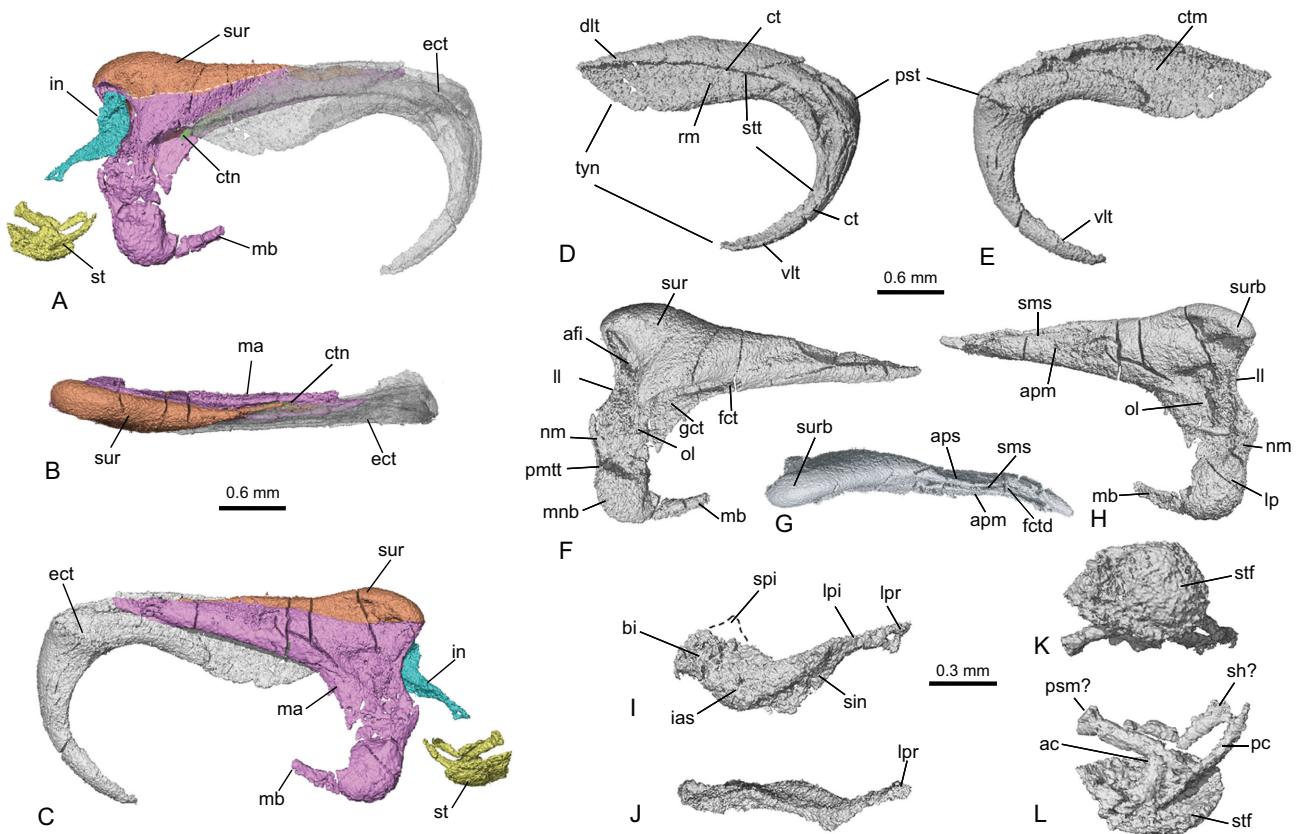 sur
ect
in
ctn
mb
st
A
ma
ctn
sur
ect
B
0.6 mm
ect
sur
in
ma
mb
st
C
dlt
ct
pst
ctm
rm
stt
tyn
ct
vlt
vlt
D
E
0.6 mm
sur
afi
ll
gct
fct
nm
ol
pmtt
mnb
mb
F
surb
aps
sms
apm
fctd
G
sms
surb
apm
ll
ol
nm
mb
lp
H
spi
lpi
lpr
bi
ias
sin
I
0.3 mm
lpr
J
stf
K
psm?
sh?
ac
pc
stf
L